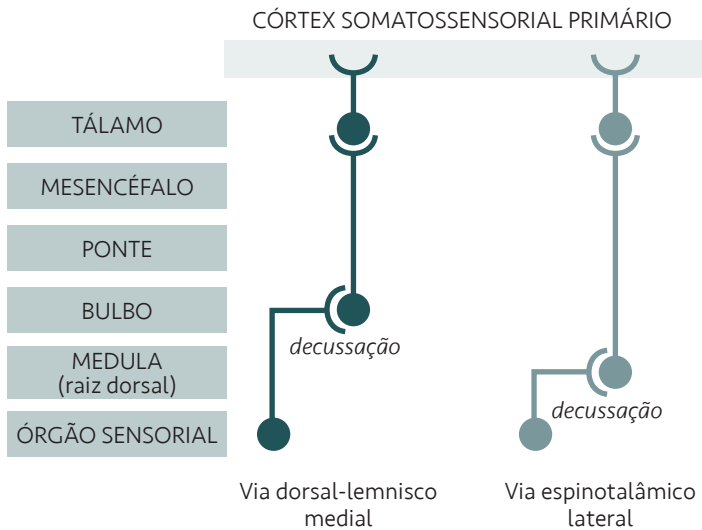 CÓRTEX SOMATOSSENSORIAL PRIMÁRIO
TÁLAMO
MESENCÉFALO
PONTE
BULBO
MEDULA
(raiz dorsal)
ÓRGÃO SENSORIAL
decussação
decussação
Via dorsal-lemnisco
medial
Via espinotalâmico
lateral